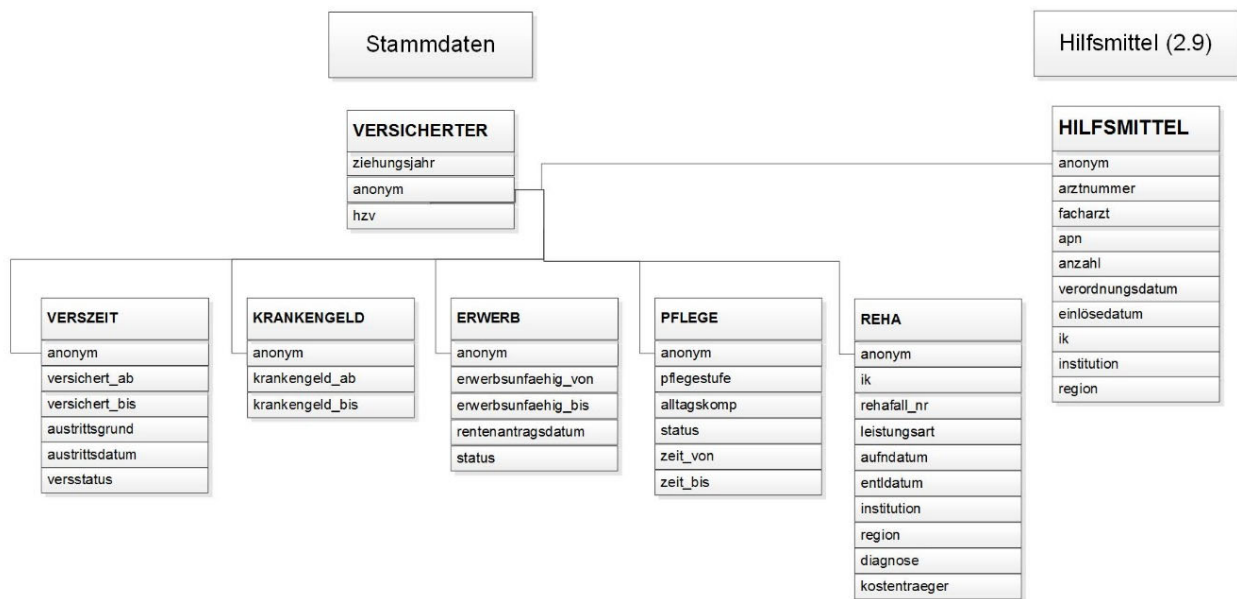 Stammdaten
Hilfsmittel (2.9)
VERSICHERTER
ziehungsjahr
anonym
hzv
HILFSMITTEL
anonym
arztnummer
facharzt
apn
anzahl
verordnungsdatum
einlösedatum
ik
institution
region
VERSZEIT
anonym
versichert_ab
versichert_bis
austrittsgrund
austrittsdatum
versstatus
KRANKENGELD
anonym
krankengeld_ab
krankengeld_bis
ERWERB
anonym
erwerbsunfaehig_von
erwerbsunfaehig_bis
rentenantragsdatum
status
PFLEGE
anonym
pflegestufe
alltagskomp
status
zeit_von
zeit_bis
REHA
anonym
ik
rehafall_nr
leistungsart
aufndatum
entldatum
institution
region
diagnose
kostentraeger